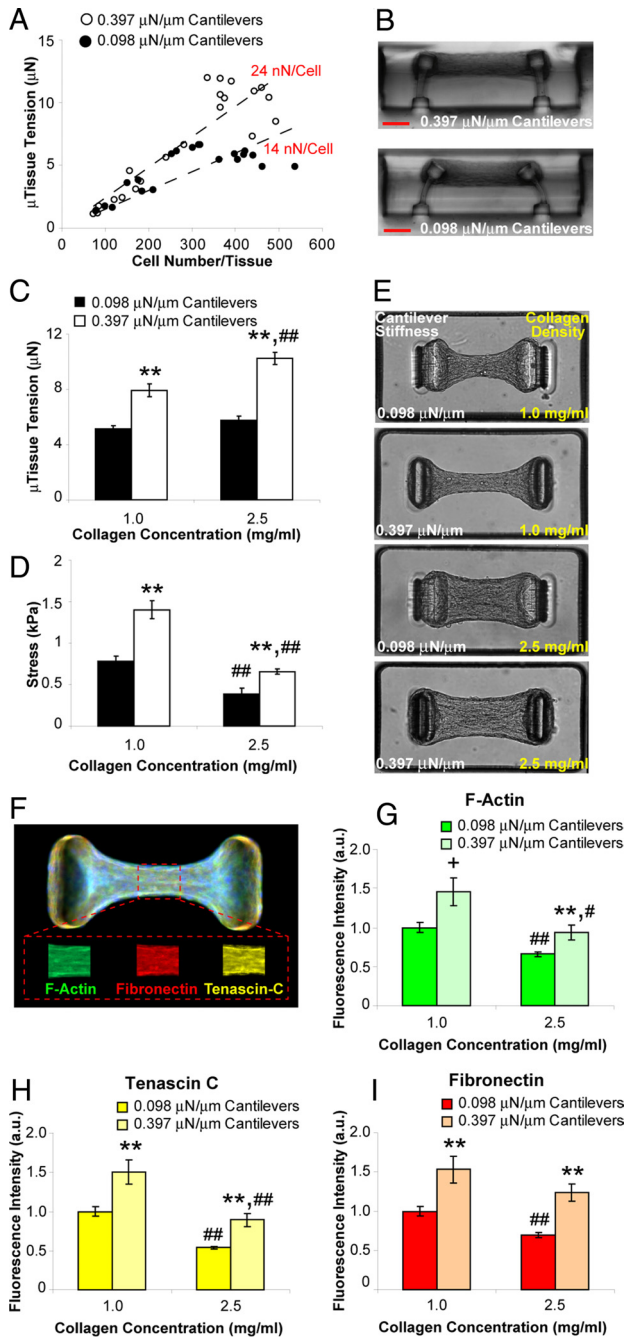 A
○ 0.397 μN/μm Cantilevers
● 0.098 μN/μm Cantilevers
μTissue Tension (μN)
15
10
5
0
24 nN/Cell
14 nN/Cell
0 100 200 300 400 500 600
Cell Number/Tissue
B
0.397 μN/μm Cantilevers
0.098 μN/μm Cantilevers
C
0.098 μN/μm Cantilevers
0.397 μN/μm Cantilevers
μTissue Tension (μN)
12
9
6
3
0
**
**,##
1.0 2.5
Collagen Concentration (mg/ml)
D
Stress (kPa)
2
1.5
1
0.5
0
**
##
**,##
1.0 2.5
Collagen Concentration (mg/ml)
E
Cantilever Stiffness
Collagen Density
0.098 μN/μm 1.0 mg/ml
0.397 μN/μm 1.0 mg/ml
0.098 μN/μm 2.5 mg/ml
0.397 μN/μm 2.5 mg/ml
F
F-Actin Fibronectin Tenascin-C
G
F-Actin
0.098 μN/μm Cantilevers
0.397 μN/μm Cantilevers
Fluorescence Intensity (a.u.)
2.0
1.5
1.0
0.5
0
+
##
**,#
1.0 2.5
Collagen Concentration (mg/ml)
H
Tenascin C
0.098 μN/μm Cantilevers
0.397 μN/μm Cantilevers
Fluorescence Intensity (a.u.)
2.0
1.5
1.0
0.5
0
**
##
**,##
1.0 2.5
Collagen Concentration (mg/ml)
I
Fibronectin
0.098 μN/μm Cantilevers
0.397 μN/μm Cantilevers
Fluorescence Intensity (a.u.)
2.0
1.5
1.0
0.5
0
**
##
**
1.0 2.5
Collagen Concentration (mg/ml)